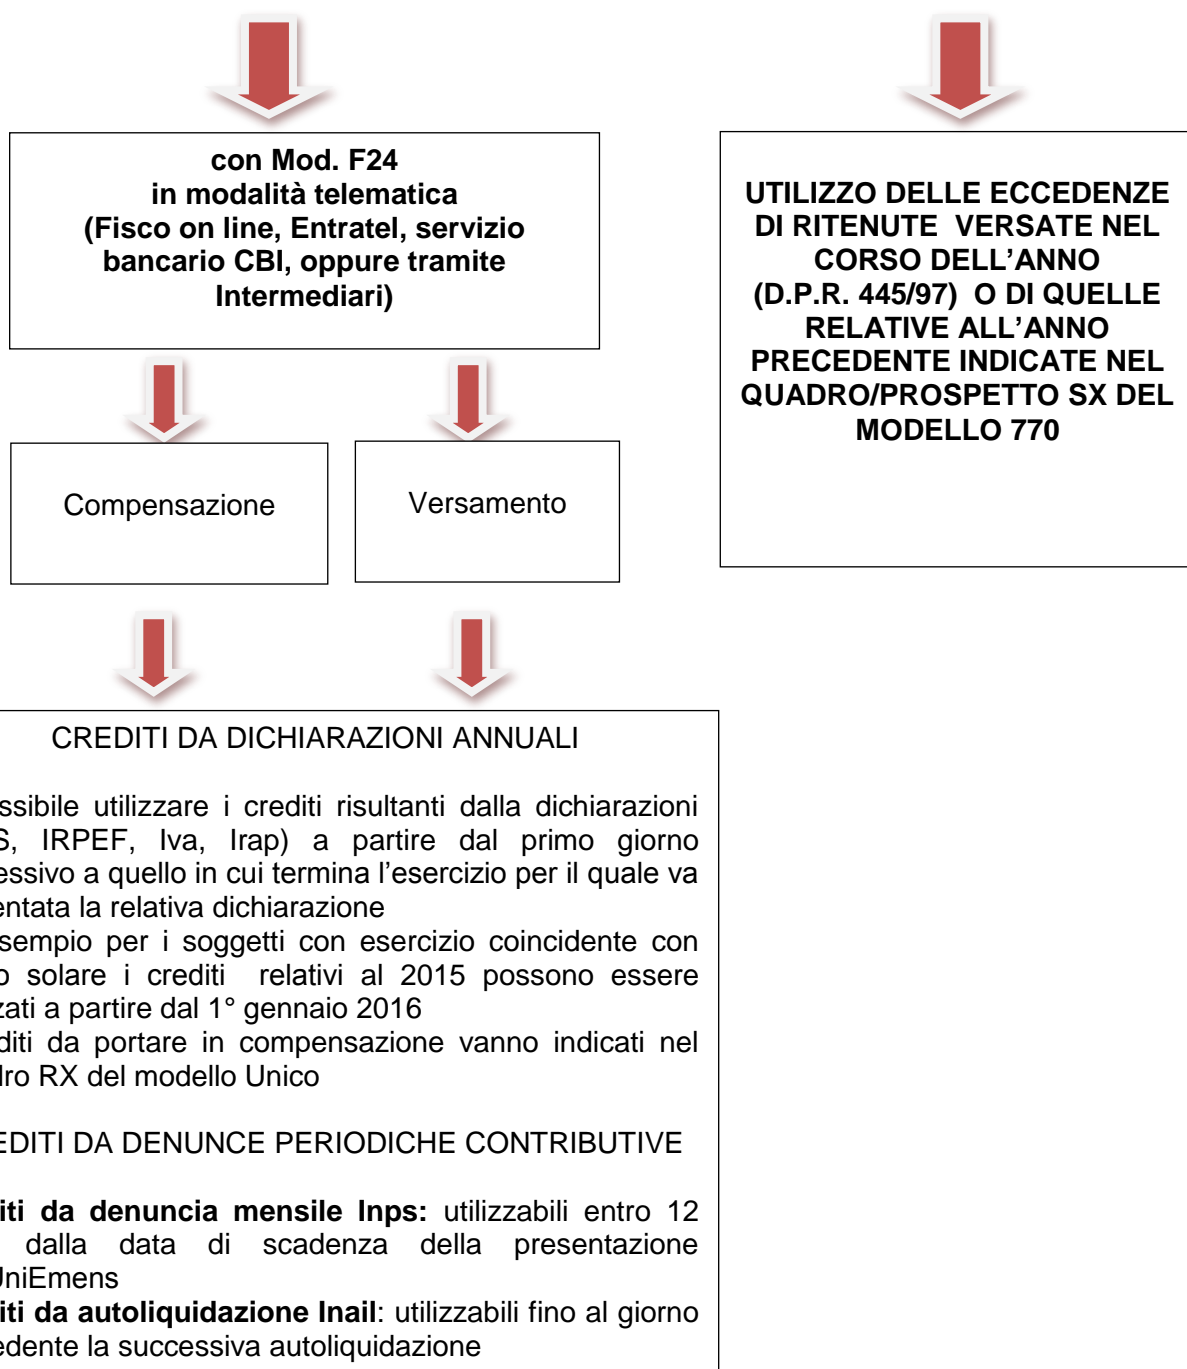 con Mod. F24
in modalità telematica
(Fisco on line, Entratel, servizio
bancario CBI, oppure tramite
Intermediari)
UTILIZZO DELLE ECCEDENZE
DI RITENUTE VERSATE NEL
CORSO DELL'ANNO
(D.P.R. 445/97) O DI QUELLE
RELATIVE ALL'ANNO
PRECEDENTE INDICATE NEL
QUADRO/PROSPETTO SX DEL
MODELLO 770
Compensazione
Versamento
CREDITI DA DICHIARAZIONI ANNUALI
ssibile utilizzare i crediti risultanti dalla dichiarazioni
S, IRPEF, Iva, Irap) a partire dal primo giorno
essivo a quello in cui termina l'esercizio per il quale va
entata la relativa dichiarazione
sempio per i soggetti con esercizio coincidente con
o solare i crediti relativi al 2015 possono essere
zati a partire dal 1° gennaio 2016
diti da portare in compensazione vanno indicati nel
dro RX del modello Unico
EDITI DA DENUNCE PERIODICHE CONTRIBUTIVE
iti da denuncia mensile Inps: utilizzabili entro 12
dalla data di scadenza della presentazione
UniEmens
iti da autoliquidazione Inail: utilizzabili fino al giorno
edente la successiva autoliquidazione